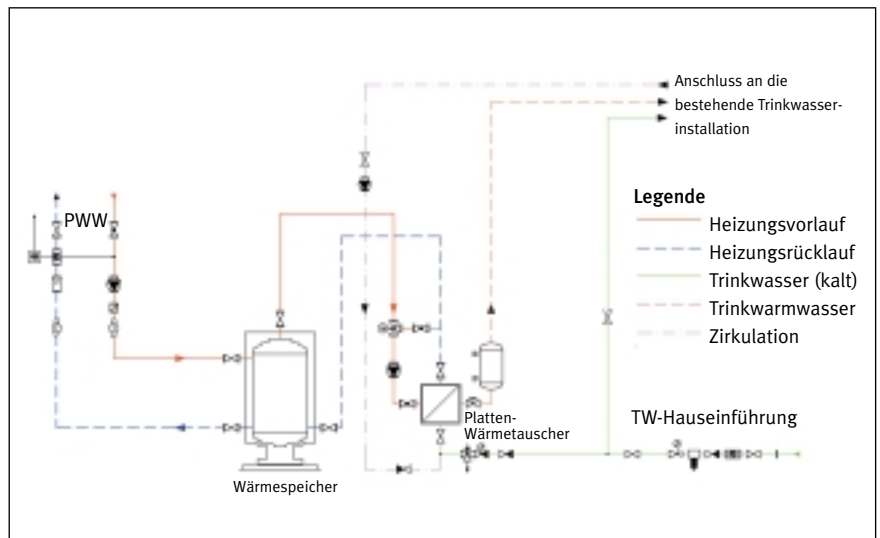 Anschluss an die
bestehende Trinkwasser-
installation
PWW
Legende
Heizungsvorlauf
Heizungsrücklauf
Trinkwasser (kalt)
Trinkwarmwasser
Zirkulation
Platten-
Wärmetauscher
TW-Hauseinführung
Wärmespeicher